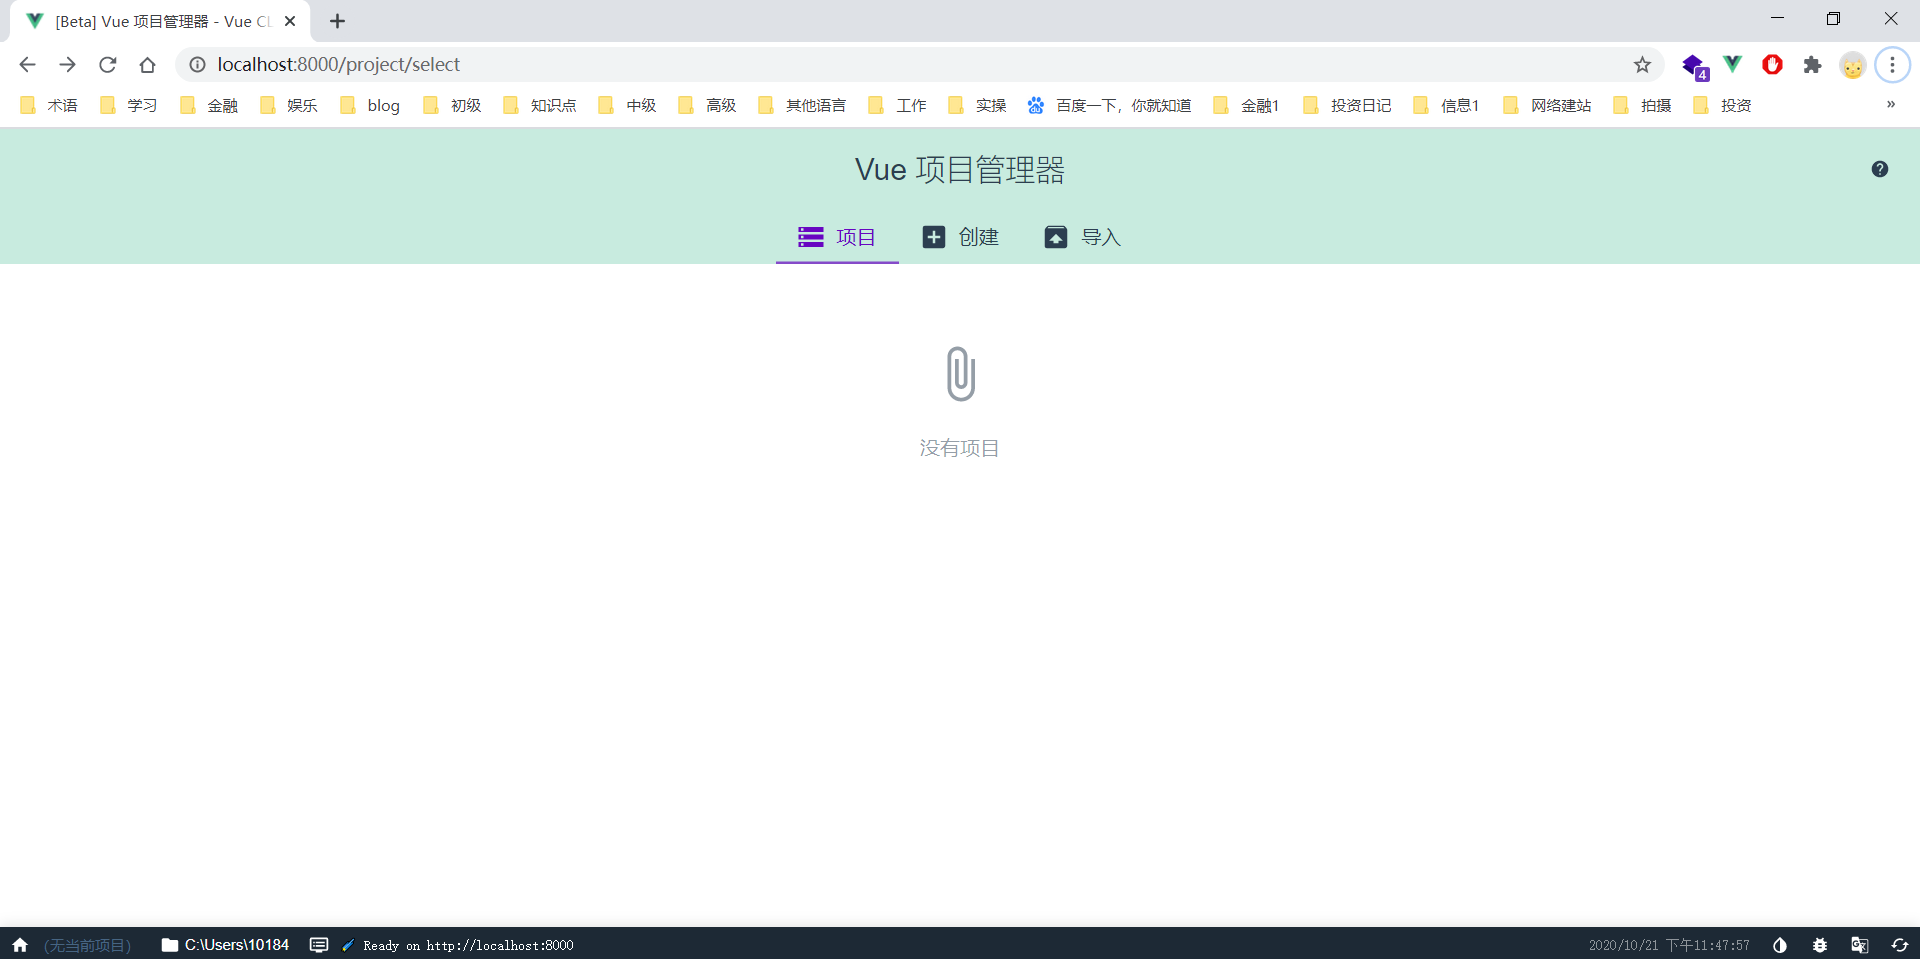 [Beta] Vue 项目管理器 - Vue CL
localhost:8000/project/select
4
术语 学习 金融 娱乐 blog 初级 知识点 中级 高级 其他语言 工作 实操 百度一下，你就知道 金融1 投资日记 信息1 网络建站 拍摄 投资 »
Vue 项目管理器
项目 创建 导入
没有项目
(无当前项目) C:\Users\10184 Ready on http://localhost:8000 2020/10/21 下午11:47:57